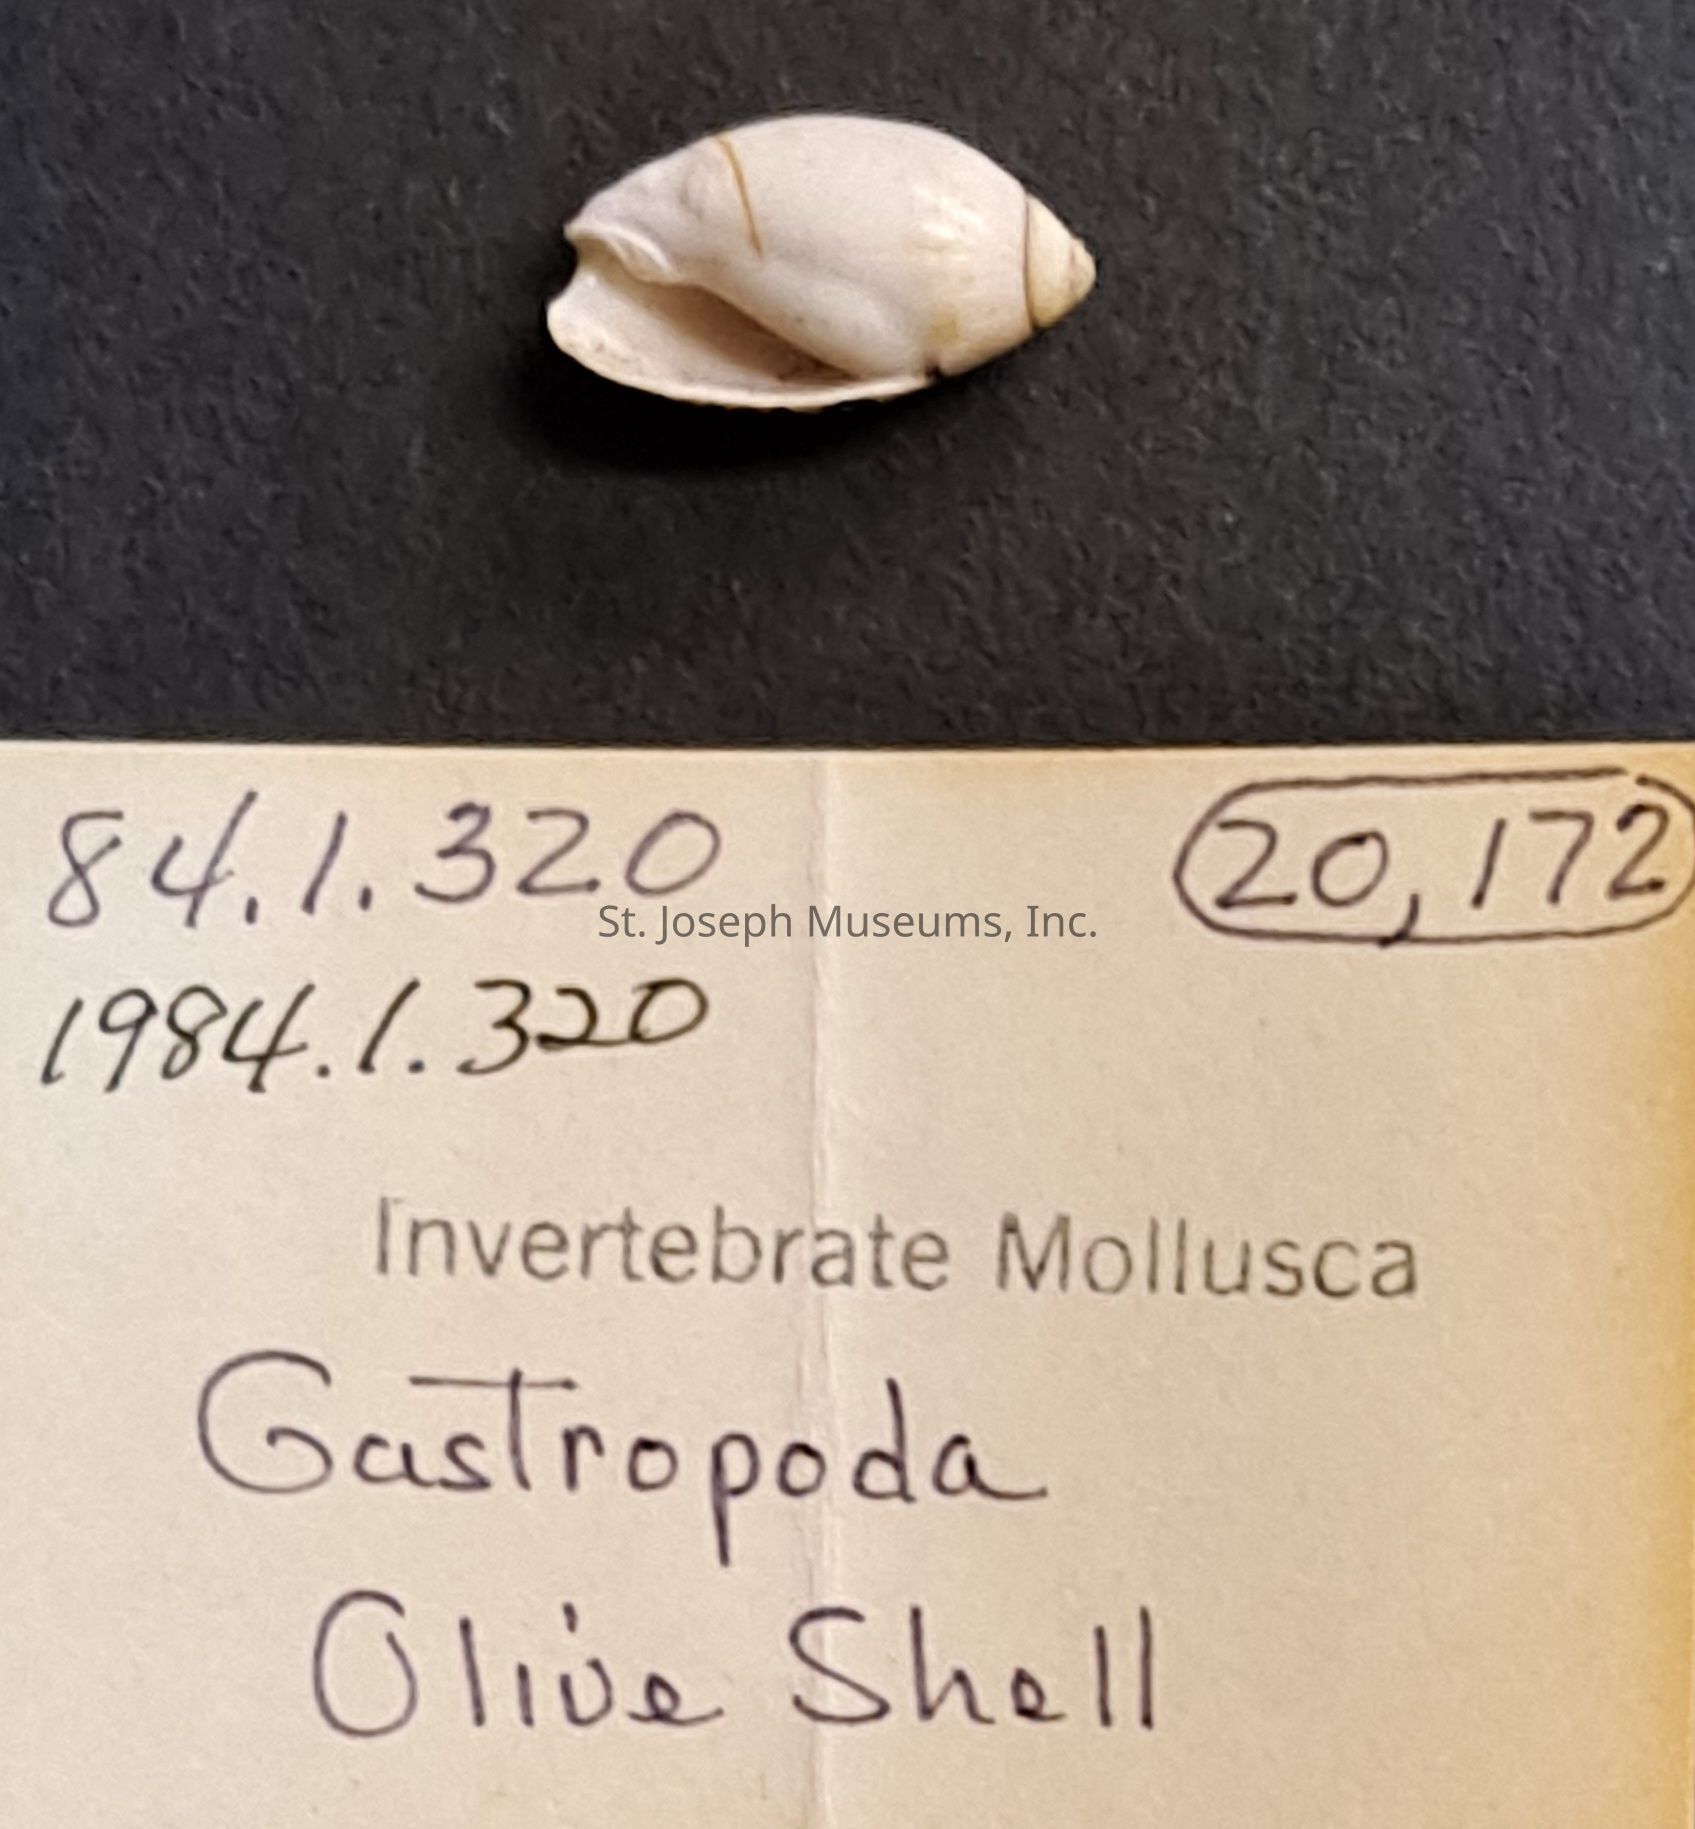 84.1.320 20,172
St. Joseph Museums, Inc.
1984.1.320
Invertebrate Mollusca
Gastropoda
Olive Shell